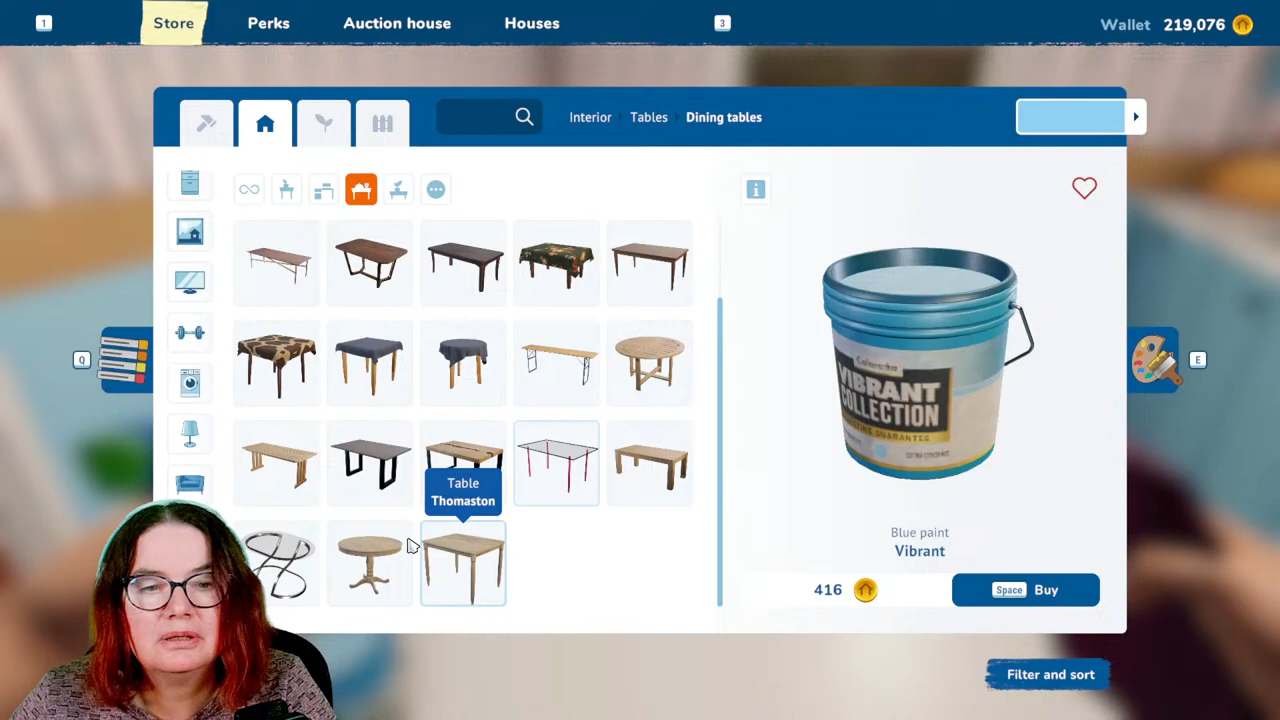 1
Store
Perks
Auction house
Houses
3
Wallet 219,076
Interior Tables Dining tables
Q
E
VIBRANT
COLLECTION
Table
Thomaston
Blue paint
Vibrant
416
Space Buy
Filter and sort